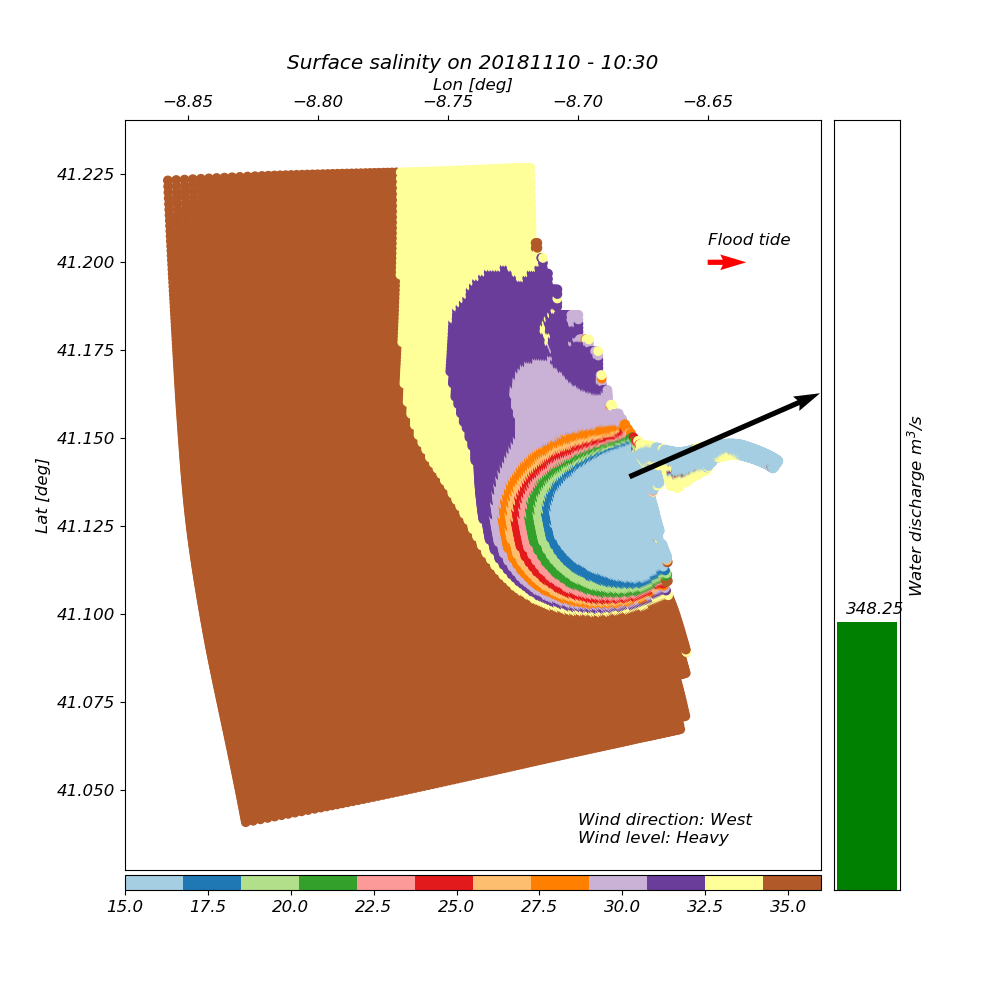 Surface salinity on 20181110 - 10:30
Lon [deg]
−8.85 −8.80 −8.75 −8.70 −8.65
41.225
41.200
41.175
41.150
41.125
41.100
41.075
41.050
Lat [deg]
Flood tide
Wind direction: West
Wind level: Heavy
348.25
Water discharge m³/s
15.0 17.5 20.0 22.5 25.0 27.5 30.0 32.5 35.0